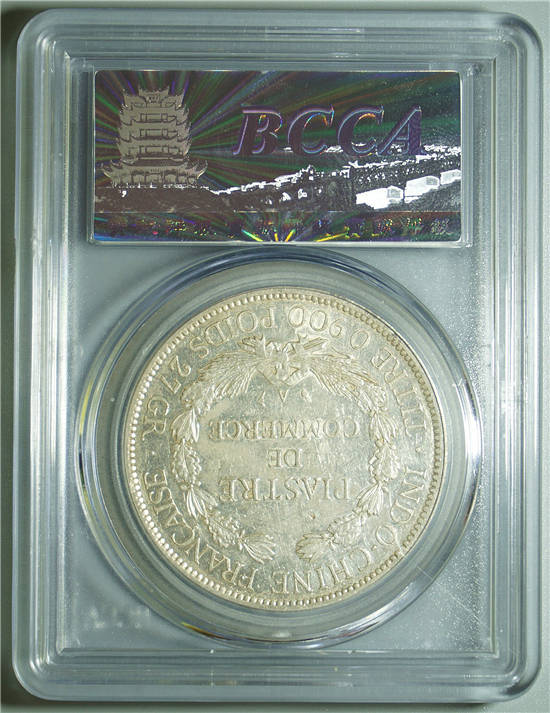 BCCA
INDO-CHINE FRANÇAISE
PIASTRE
DE
COMMERCE
A
TITRE 0.900 POIDS 27 GR.